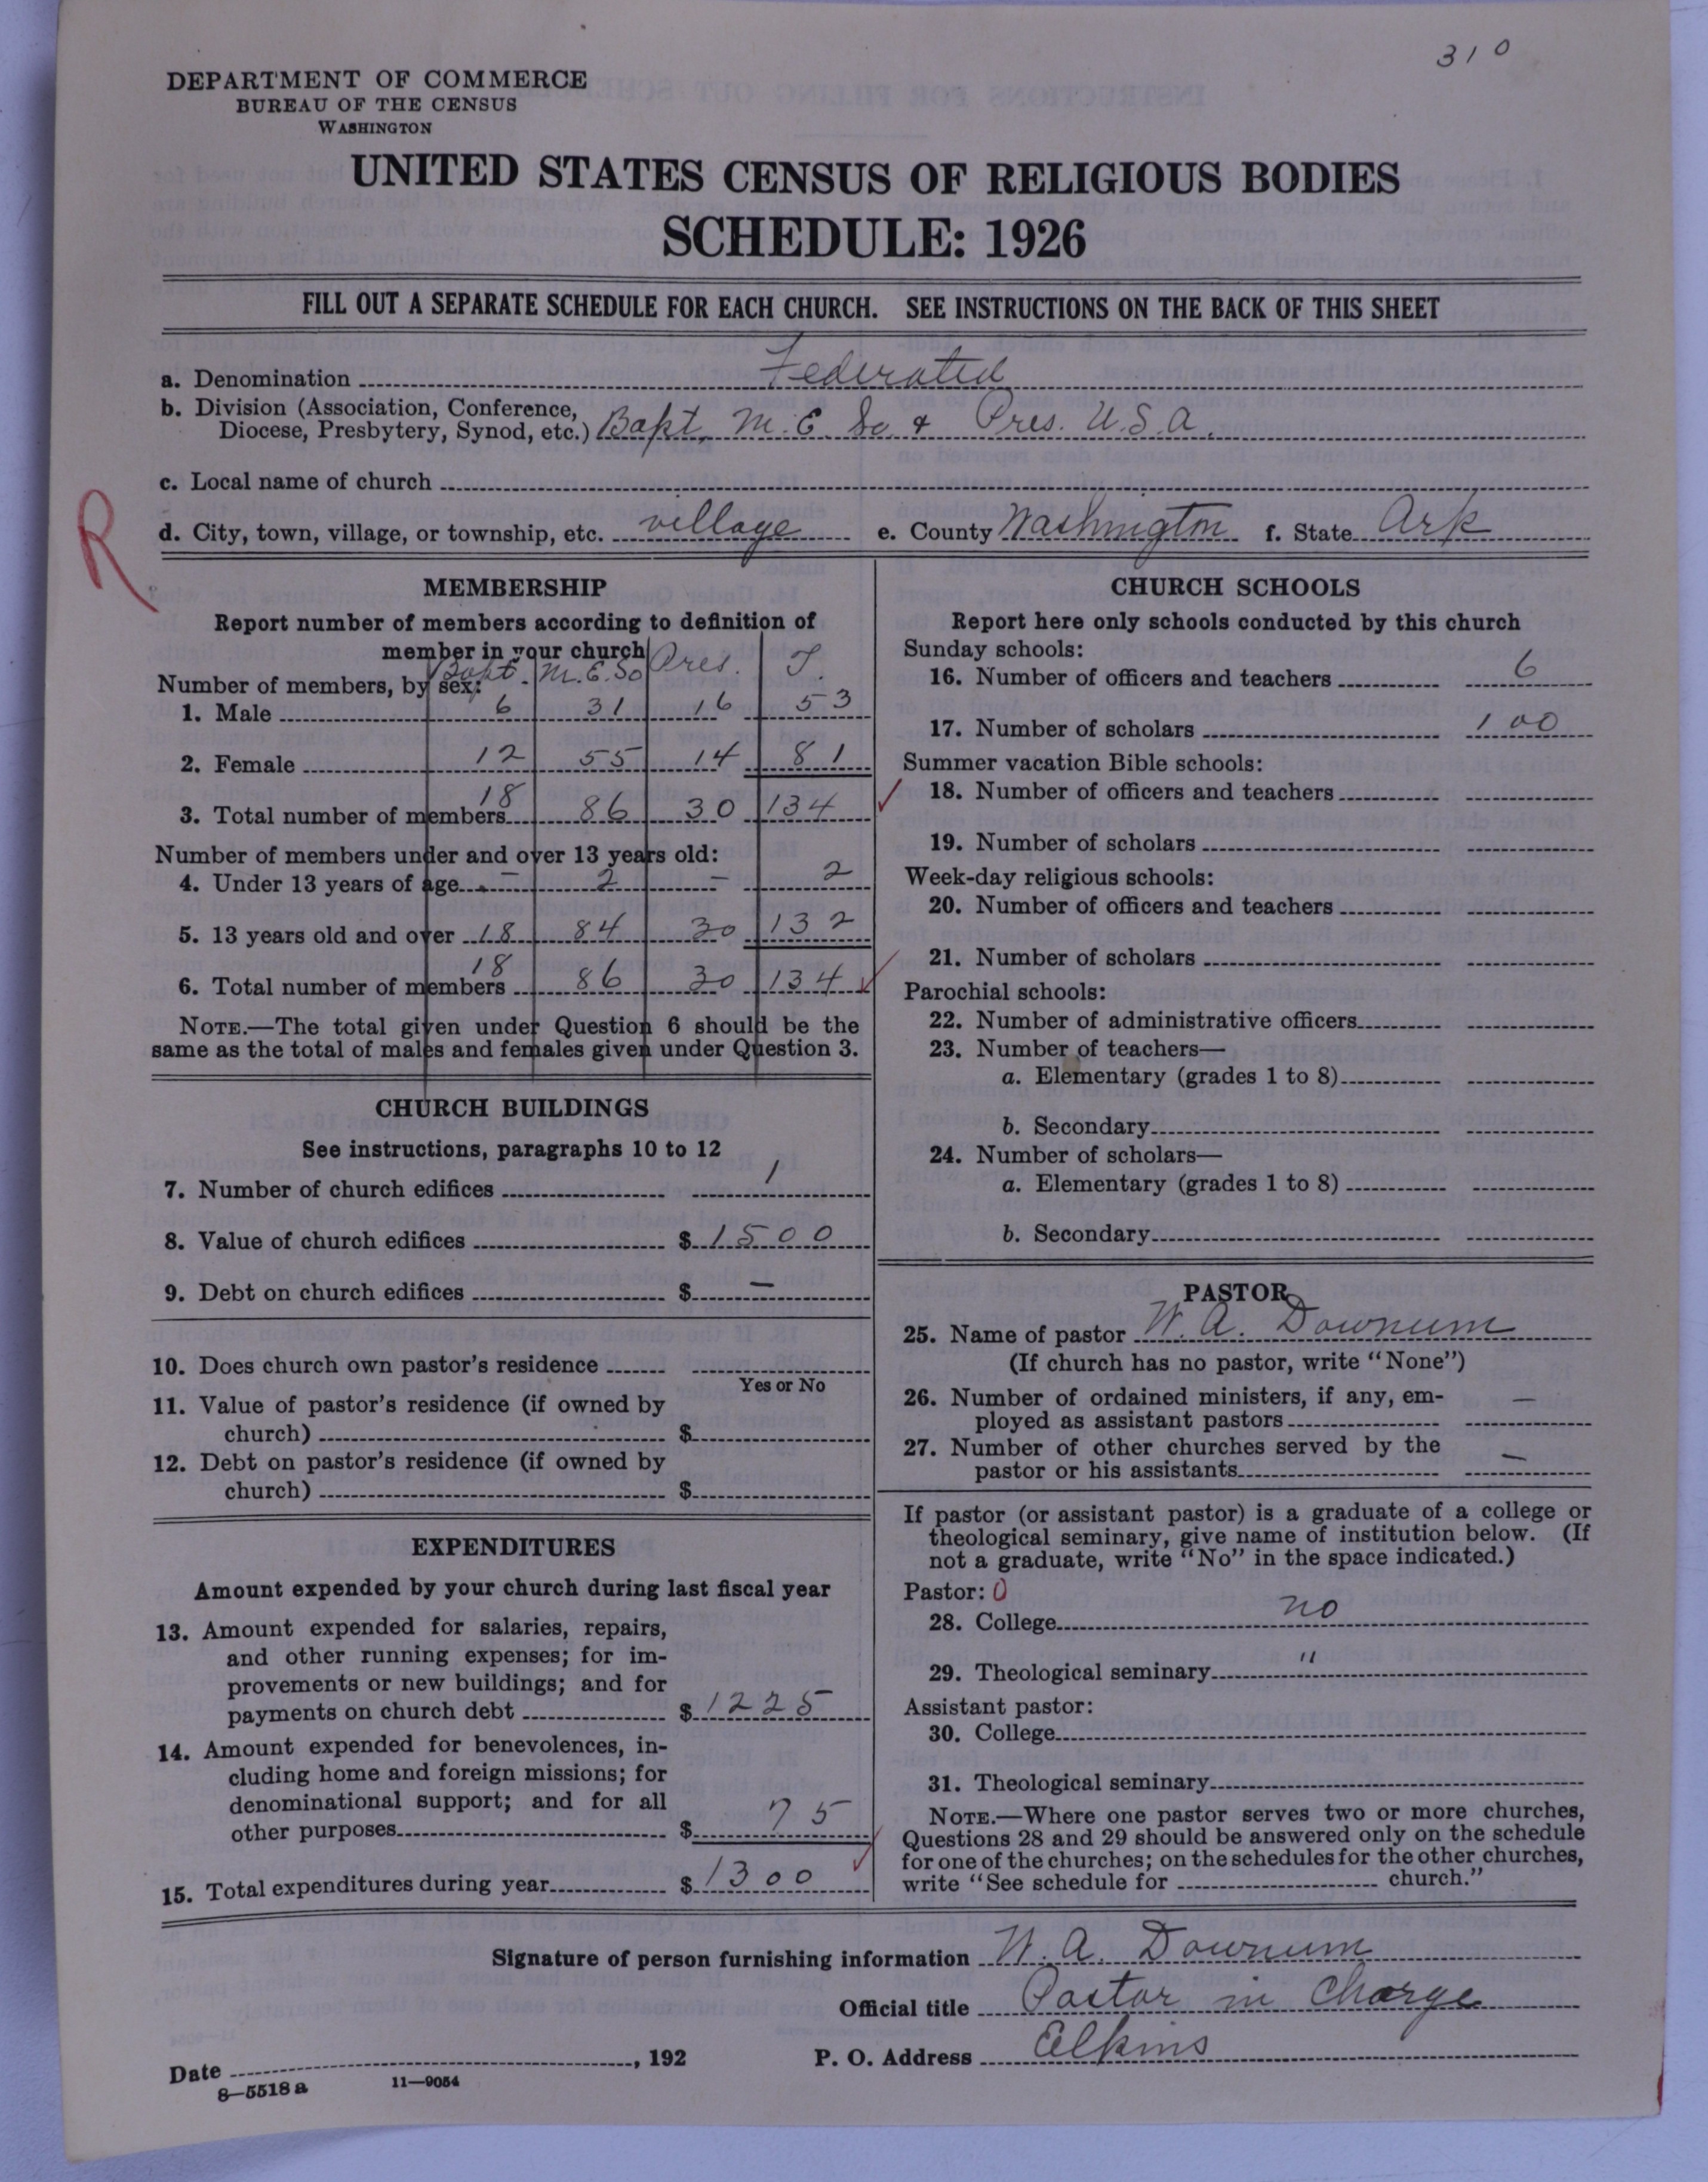 310
DEPARTMENT OF COMMERCE
BUREAU OF THE CENSUS
WASHINGTON
UNITED STATES CENSUS OF RELIGIOUS BODIES
SCHEDULE: 1926
FILL OUT A SEPARATE SCHEDULE FOR EACH CHURCH. SEE INSTRUCTIONS ON THE BACK OF THIS SHEET
a. Denomination Federated
b. Division (Association, Conference,
Diocese, Presbytery, Synod, etc.) Bapt, M.E. So. & Pres. U.S.A.
c. Local name of church
d. City, town, village, or township, etc. village e. County Washington f. State Ark
R
MEMBERSHIP
Report number of members according to definition of
member in your church
Bapt. M.E.So Pres. T.
Number of members, by sex:
1. Male 6 31 16 53
2. Female 12 55 14 81
3. Total number of members 18 86 30 134
Number of members under and over 13 years old:
4. Under 13 years of age - 2 - 2
5. 13 years old and over 18 84 30 132
6. Total number of members 18 86 30 134
NOTE.—The total given under Question 6 should be the
same as the total of males and females given under Question 3.
CHURCH BUILDINGS
See instructions, paragraphs 10 to 12
7. Number of church edifices 1
8. Value of church edifices $ 1500
9. Debt on church edifices $ —
10. Does church own pastor's residence
Yes or No
11. Value of pastor's residence (if owned by
church) $
12. Debt on pastor's residence (if owned by
church) $
EXPENDITURES
Amount expended by your church during last fiscal year
13. Amount expended for salaries, repairs,
and other running expenses; for im-
provements or new buildings; and for
payments on church debt $ 1225
14. Amount expended for benevolences, in-
cluding home and foreign missions; for
denominational support; and for all
other purposes $ 75
15. Total expenditures during year $ 1300
CHURCH SCHOOLS
Report here only schools conducted by this church
Sunday schools:
16. Number of officers and teachers 6
17. Number of scholars 100
Summer vacation Bible schools:
18. Number of officers and teachers
19. Number of scholars
Week-day religious schools:
20. Number of officers and teachers
21. Number of scholars
Parochial schools:
22. Number of administrative officers
23. Number of teachers—
a. Elementary (grades 1 to 8)
b. Secondary
24. Number of scholars—
a. Elementary (grades 1 to 8)
b. Secondary
PASTOR
25. Name of pastor W. A. Downum
(If church has no pastor, write "None")
26. Number of ordained ministers, if any, em-
ployed as assistant pastors —
27. Number of other churches served by the
pastor or his assistants —
If pastor (or assistant pastor) is a graduate of a college or
theological seminary, give name of institution below. (If
not a graduate, write "No" in the space indicated.)
Pastor: 0
28. College no
29. Theological seminary "
Assistant pastor:
30. College
31. Theological seminary
NOTE.—Where one pastor serves two or more churches,
Questions 28 and 29 should be answered only on the schedule
for one of the churches; on the schedules for the other churches,
write "See schedule for church."
Signature of person furnishing information W. A. Downum
Official title Pastor in charge
Date , 192 P. O. Address Elkins
8—5518 a 11—9054